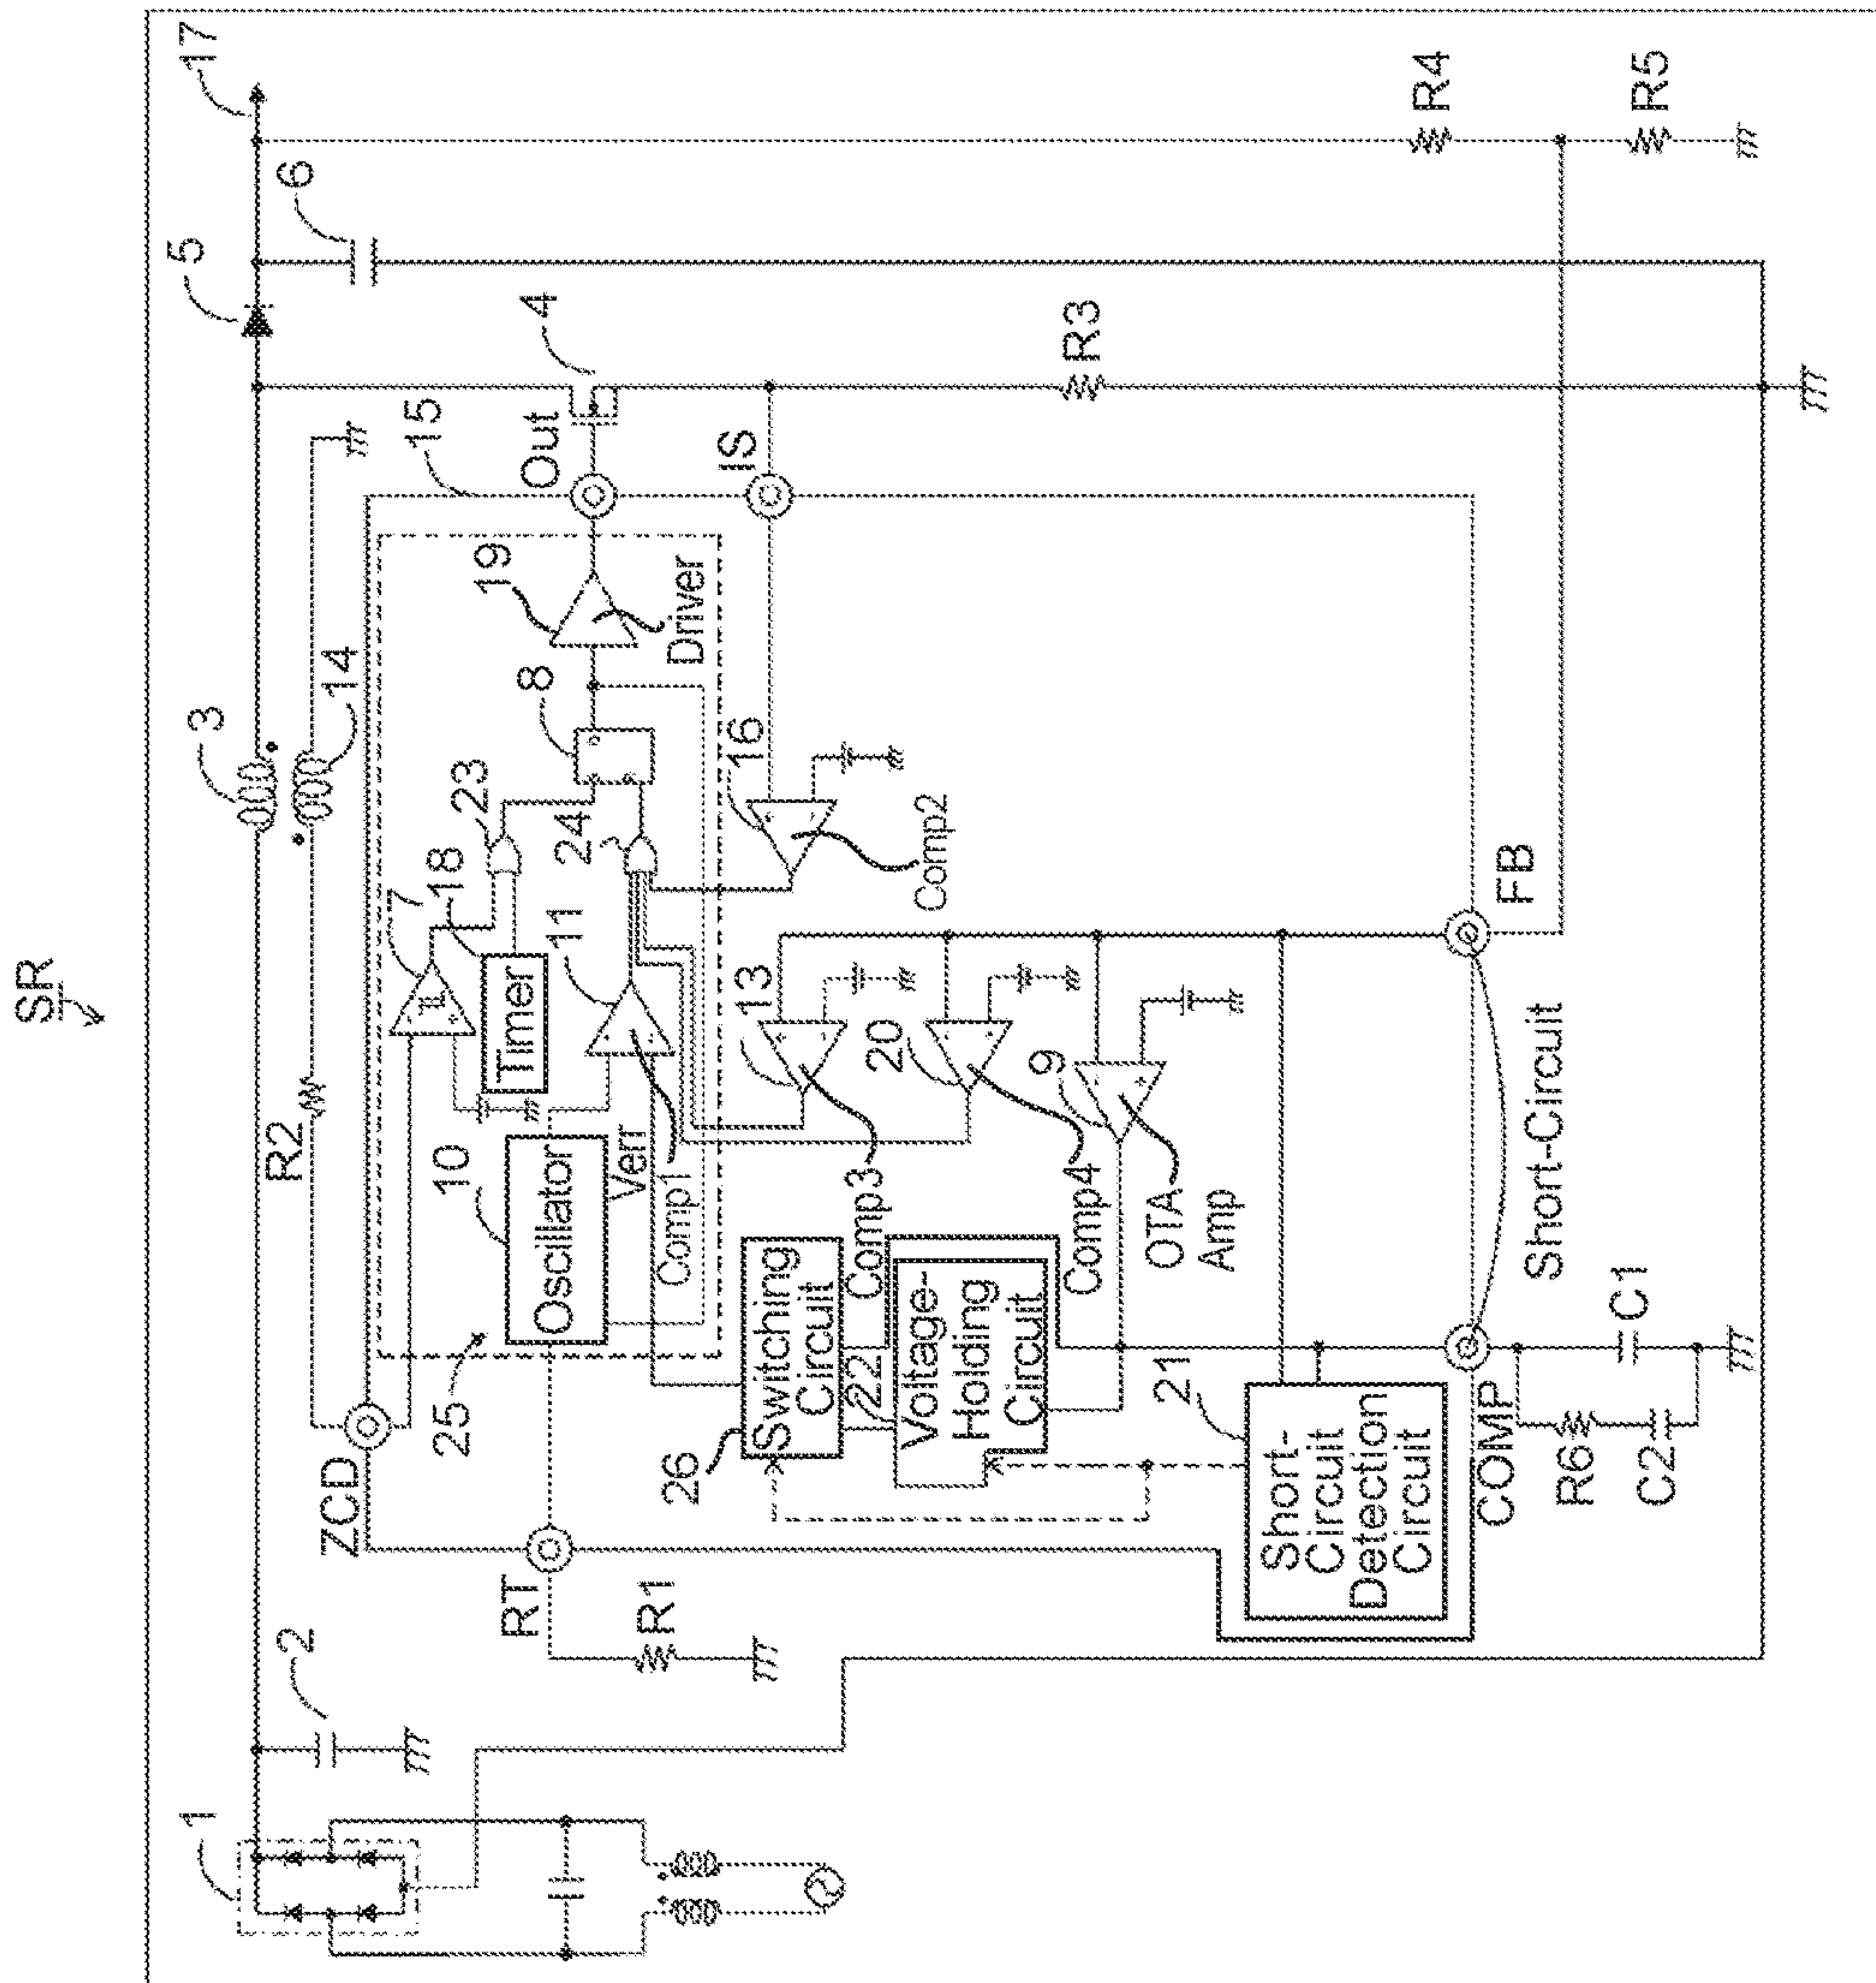 SR
1
2
3
R2
14
5
6
17
ZCD
25
10
Oscillator
Verr
Comp1
7
18
Timer
11
23
24
8
19
Driver
15
Out
4
IS
RT
R1
26
Switching
Circuit
22
Voltage-
Holding
Circuit
Comp3
13
Comp4
20
OTA
Amp
9
16
Comp2
R3
R4
R5
21
Short-
Circuit
Detection
Circuit
COMP
FB
Short-Circuit
R6
C2
C1